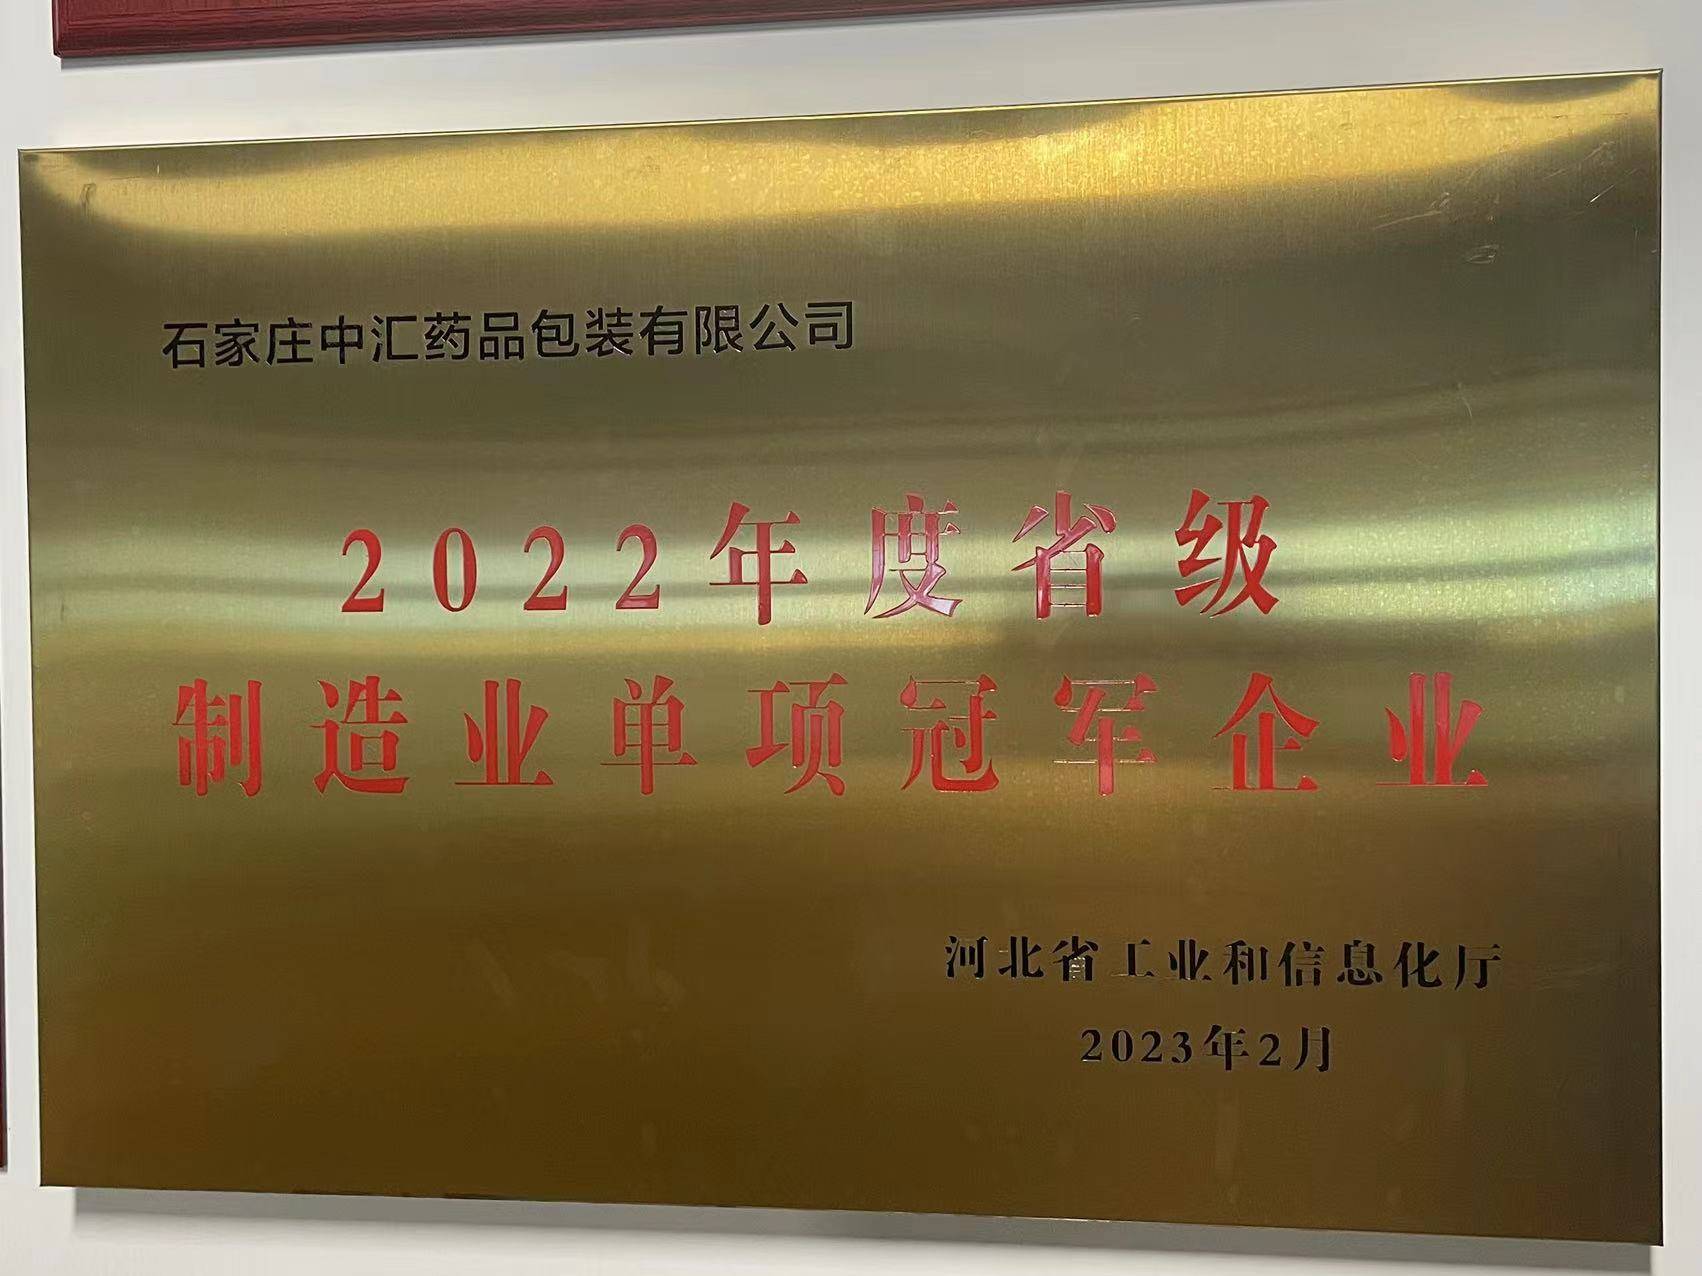 石家庄中汇药品包装有限公司
2022年度省级
制造业单项冠军企业
河北省工业和信息化厅
2023年2月